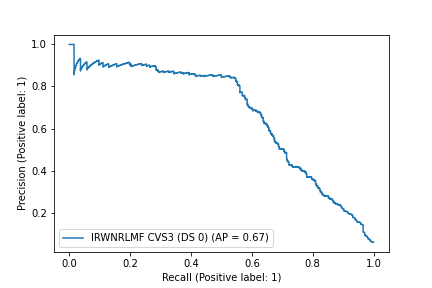 1.0
0.8
0.6
0.4
0.2
Precision (Positive label: 1)
IRWNRLMF CVS3 (DS 0) (AP = 0.67)
0.0 0.2 0.4 0.6 0.8 1.0
Recall (Positive label: 1)